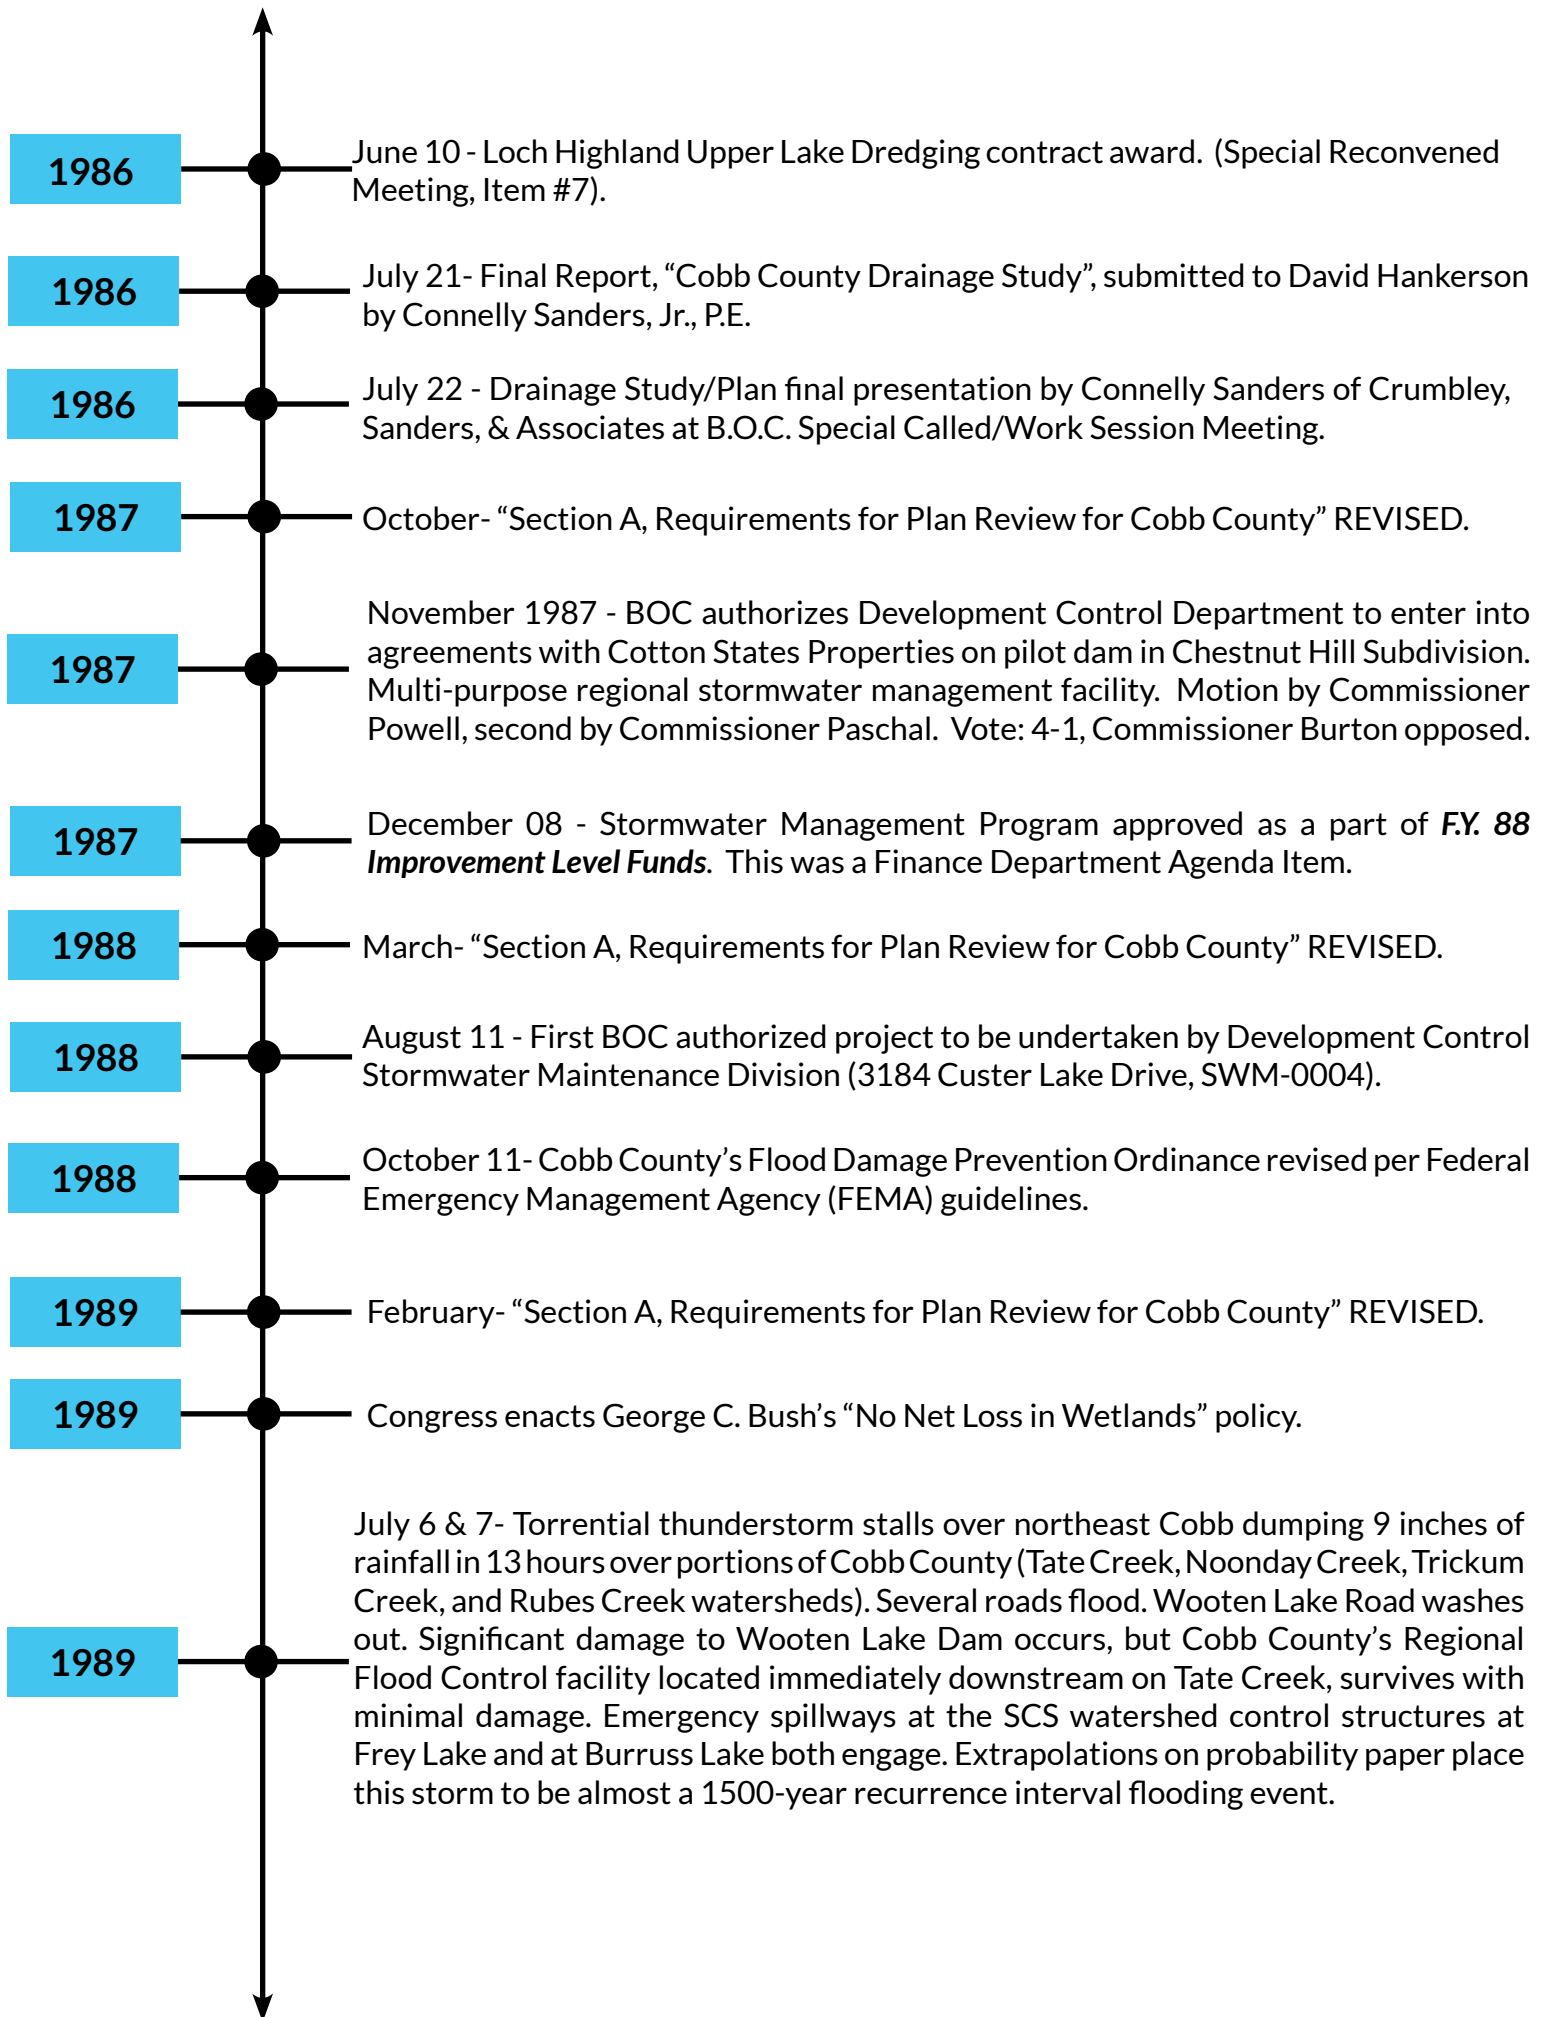 1986
June 10 - Loch Highland Upper Lake Dredging contract award.  (Special Reconvened
Meeting, Item #7).
1986
July 21- Final Report, “Cobb County Drainage Study”, submitted to David Hankerson
by Connelly Sanders, Jr., P.E.
1986
July 22 - Drainage Study/Plan final presentation by Connelly Sanders of Crumbley,
Sanders, & Associates at B.O.C. Special Called/Work Session Meeting.
1987
October- “Section A, Requirements for Plan Review for Cobb County” REVISED.
1987
November 1987 - BOC authorizes Development Control Department to enter into
agreements with Cotton States Properties on pilot dam in Chestnut Hill Subdivision.
Multi-purpose regional stormwater management facility.  Motion by Commissioner
Powell, second by Commissioner Paschal.  Vote: 4-1, Commissioner Burton opposed.
1987
December 08 - Stormwater Management Program approved as a part of F.Y. 88
Improvement Level Funds.  This was a Finance Department Agenda Item.
1988
March- “Section A, Requirements for Plan Review for Cobb County” REVISED.
1988
August 11 - First BOC authorized project to be undertaken by Development Control
Stormwater Maintenance Division (3184 Custer Lake Drive, SWM-0004).
1988
October 11- Cobb County’s Flood Damage Prevention Ordinance revised per Federal
Emergency Management Agency (FEMA) guidelines.
1989
February- “Section A, Requirements for Plan Review for Cobb County” REVISED.
1989
Congress enacts George C. Bush’s “No Net Loss in Wetlands” policy.
1989
July 6 & 7- Torrential thunderstorm stalls over northeast Cobb dumping 9 inches of
rainfall in 13 hours over portions of Cobb County (Tate Creek, Noonday Creek, Trickum
Creek, and Rubes Creek watersheds). Several roads flood. Wooten Lake Road washes
out. Significant damage to Wooten Lake Dam occurs, but Cobb County’s Regional
Flood Control facility located immediately downstream on Tate Creek, survives with
minimal damage. Emergency spillways at the SCS watershed control structures at
Frey Lake and at Burruss Lake both engage. Extrapolations on probability paper place
this storm to be almost a 1500-year recurrence interval flooding event.